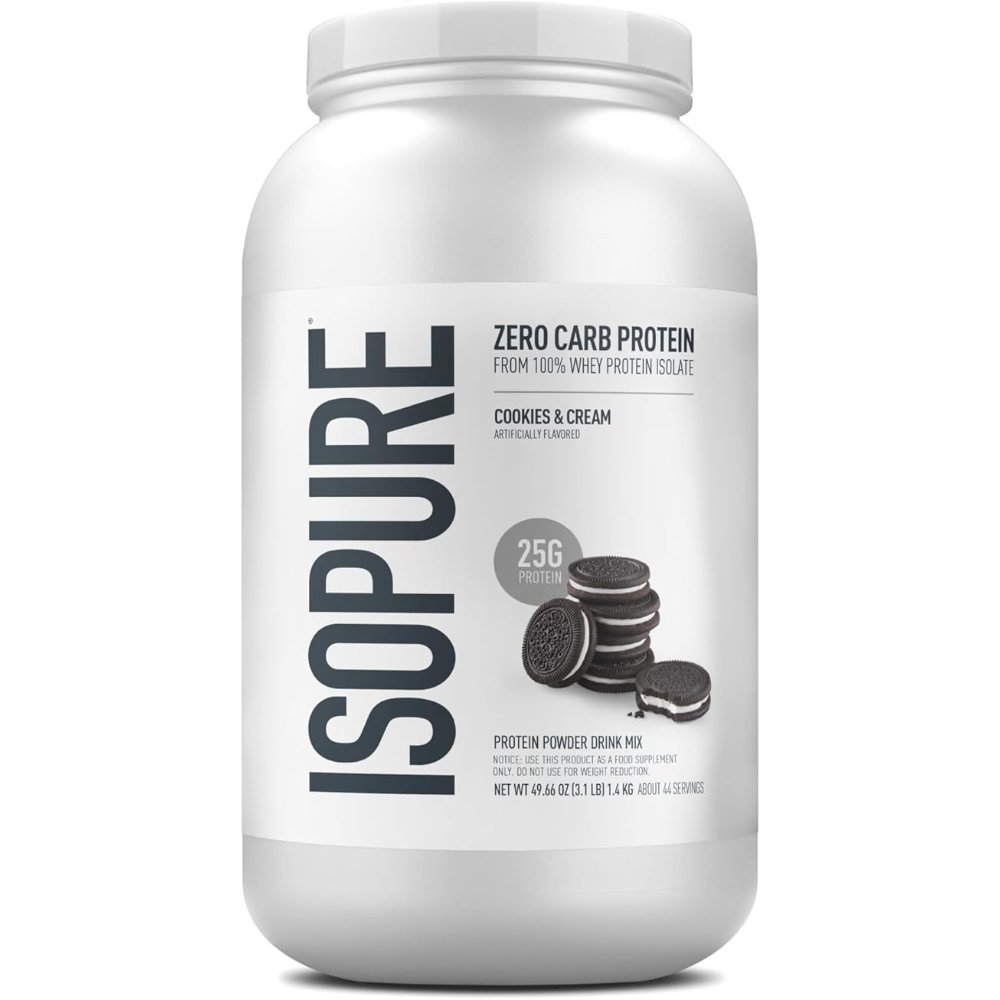 ISOPURE®
ZERO CARB PROTEIN
FROM 100% WHEY PROTEIN ISOLATE
COOKIES & CREAM
ARTIFICIALLY FLAVORED
25G
PROTEIN
PROTEIN POWDER DRINK MIX
NOTICE: USE THIS PRODUCT AS A FOOD SUPPLEMENT
ONLY. DO NOT USE FOR WEIGHT REDUCTION.
NET WT 49.66 OZ (3.1 LB) 1.4 KG ABOUT 44 SERVINGS